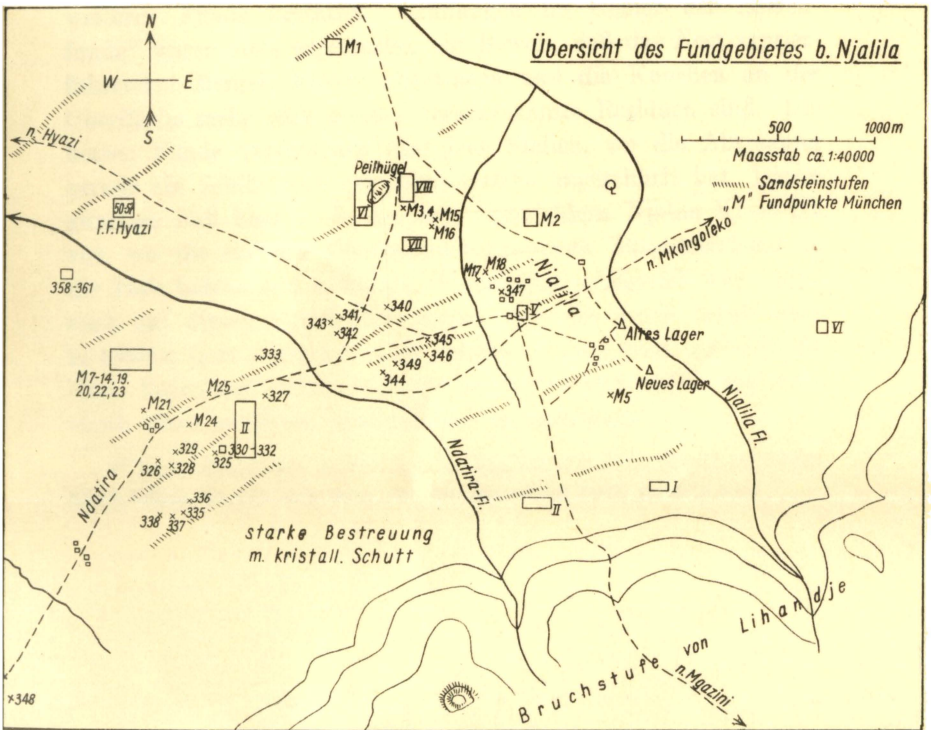 N
W E
S
M1
Übersicht des Fundgebietes b. Njalila
500 1000m
Maasstab ca. 1:40000
Sandsteinstufen
„M" Fundpunkte München
n. Hyazi
Peilhügel
VI
VIII
M3,4
M15
M16
VII
Q
M2
n. Mkongoleko
F.F. Hyazi
358-361
M17
M18
347
Njalila
V
340
341
343
342
345
346
349
344
Altes Lager
Neues Lager
M5
VI
333
M7-14,19.
20,22,23
M25
327
M21
M24
II
329
326
328
325
330-332
Ndatira
336
335
338
337
Ndatira-Fl.
Njalila Fl.
I
II
starke Bestreuung
m. kristall. Schutt
Bruchstufe von Lihandje
n. Mgazini
348